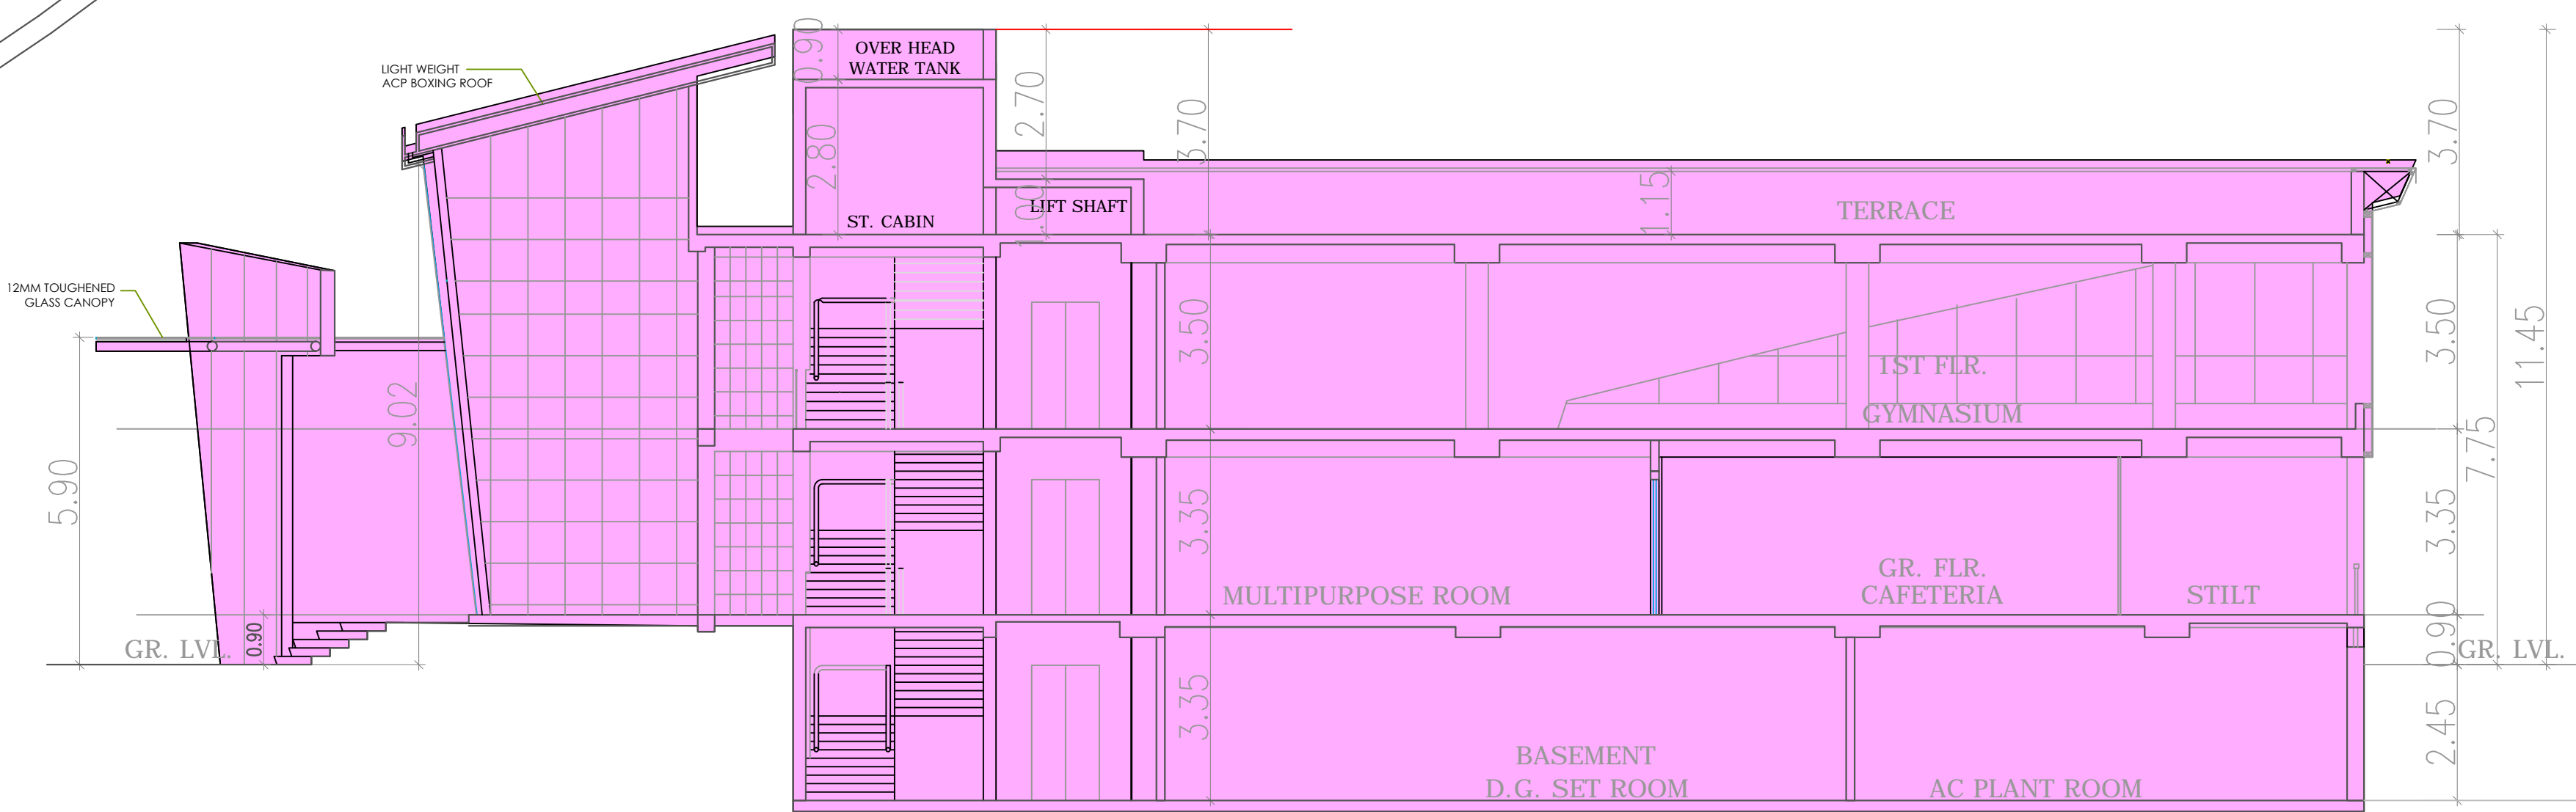 OVER HEAD
WATER TANK
LIGHT WEIGHT
ACP BOXING ROOF
0.90
2.70
3.70
3.70
2.80
1.00
LIFT SHAFT
ST. CABIN
1.15
TERRACE
12MM TOUGHENED
GLASS CANOPY
3.50
3.50
11.45
1ST FLR.
GYMNASIUM
9.02
5.90
7.75
3.35
3.35
GR. FLR.
CAFETERIA
MULTIPURPOSE ROOM
STILT
GR. LVL.
0.90
0.90
GR. LVL.
3.35
2.45
BASEMENT
D.G. SET ROOM
AC PLANT ROOM